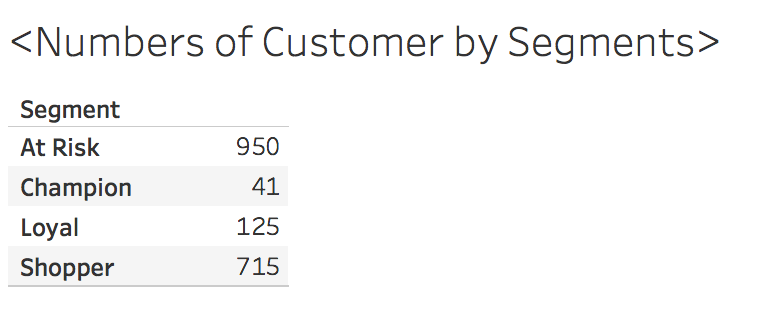 <Numbers of Customer by Segments>
Segment
At Risk 950
Champion 41
Loyal 125
Shopper 715